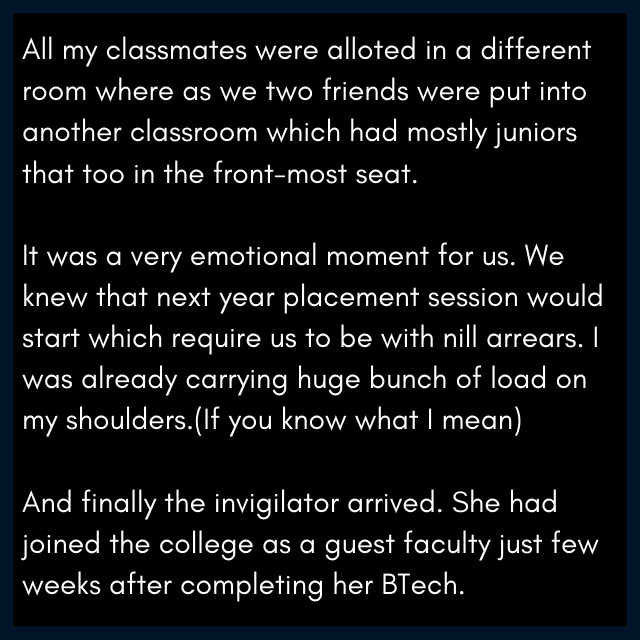 All my classmates were alloted in a different
room where as we two friends were put into
another classroom which had mostly juniors
that too in the front-most seat.
It was a very emotional moment for us. We
knew that next year placement session would
start which require us to be with nill arrears. I
was already carrying huge bunch of load on
my shoulders.(If you know what I mean)
And finally the invigilator arrived. She had
joined the college as a guest faculty just few
weeks after completing her BTech.